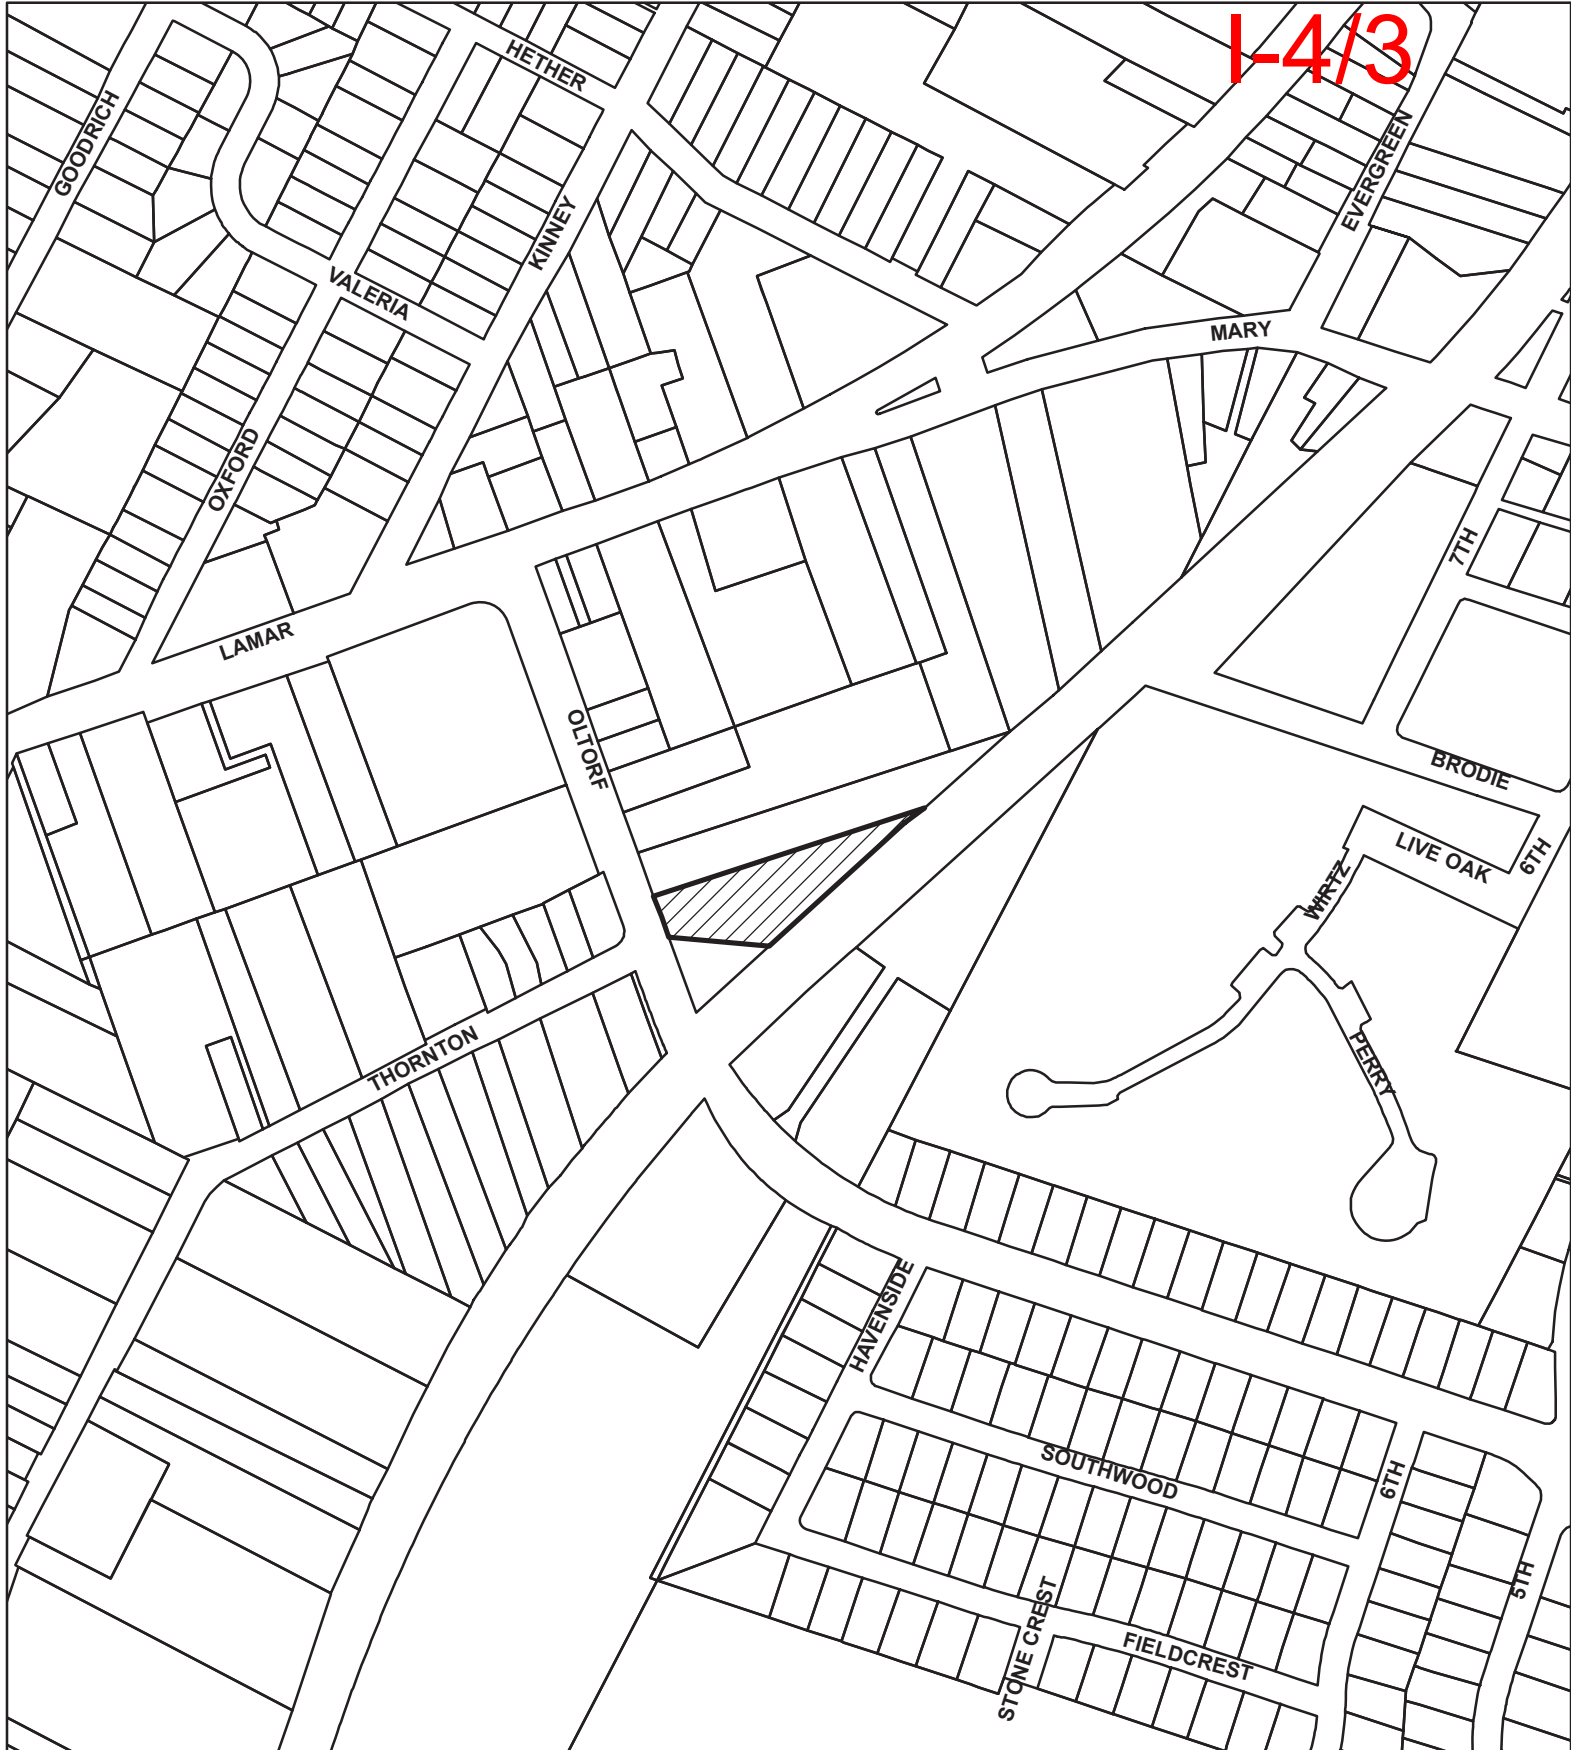 I-4/3
HETHER
GOODRICH
EVERGREEN
KINNEY
VALERIA
MARY
OXFORD
7TH
LAMAR
OLTORF
BRODIE
LIVE OAK
6TH
WIRTZ
THORNTON
PERRY
HAVENSIDE
SOUTHWOOD
6TH
5TH
STONE CREST
FIELDCREST